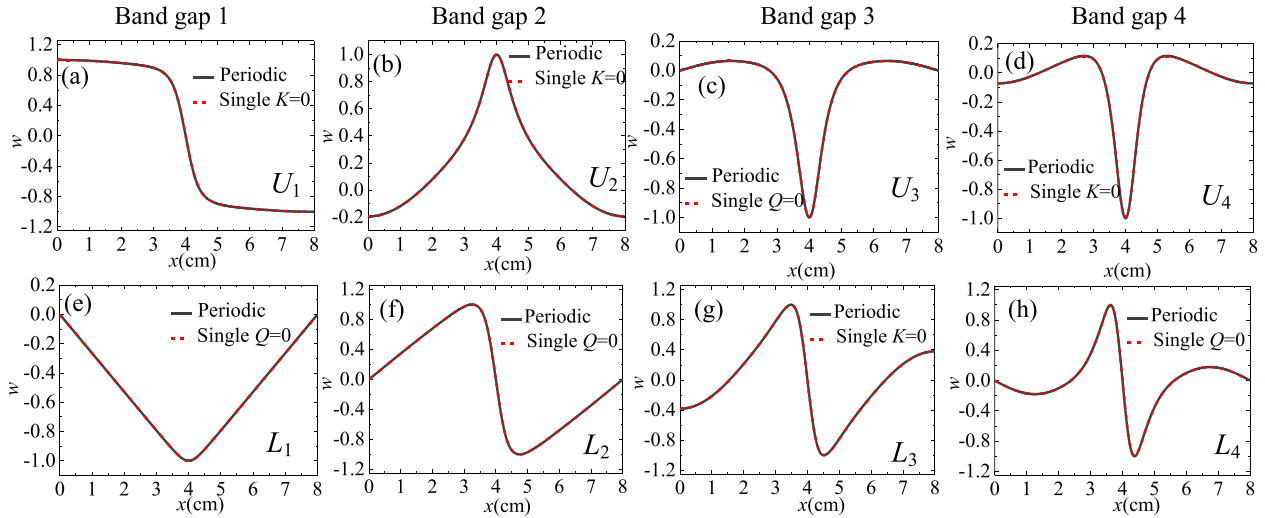 Band gap 1
Band gap 2
Band gap 3
Band gap 4
(a)
1.2
0.8
0.4
0.0
-0.4
-0.8
-1.2
w
Periodic
Single K=0
U1
0 1 2 3 4 5 6 7 8
x(cm)
(b)
1.0
0.8
0.6
0.4
0.2
0.0
-0.2
w
Periodic
Single K=0
U2
0 1 2 3 4 5 6 7 8
x(cm)
(c)
0.2
0.0
-0.2
-0.4
-0.6
-0.8
-1.0
w
Periodic
Single Q=0
U3
0 1 2 3 4 5 6 7 8
x(cm)
(d)
0.2
0.0
-0.2
-0.4
-0.6
-0.8
-1.0
w
Periodic
Single K=0
U4
0 1 2 3 4 5 6 7 8
x(cm)
(e)
0.2
0.0
-0.2
-0.4
-0.6
-0.8
-1.0
w
Periodic
Single Q=0
L1
0 1 2 3 4 5 6 7 8
x(cm)
(f)
1.2
0.8
0.4
0.0
-0.4
-0.8
-1.2
w
Periodic
Single Q=0
L2
0 1 2 3 4 5 6 7 8
x(cm)
(g)
1.2
0.8
0.4
0.0
-0.4
-0.8
-1.2
w
Periodic
Single K=0
L3
0 1 2 3 4 5 6 7 8
x(cm)
(h)
1.2
0.8
0.4
0.0
-0.4
-0.8
-1.2
w
Periodic
Single Q=0
L4
0 1 2 3 4 5 6 7 8
x(cm)